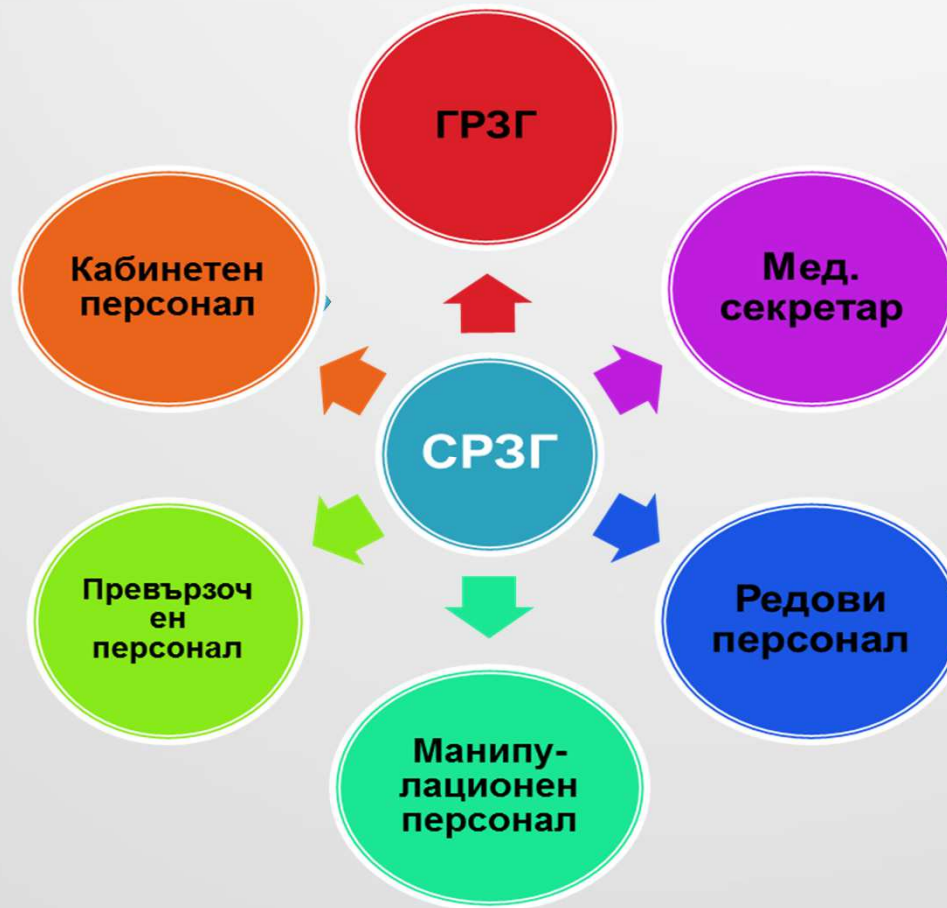 ГРЗГ
Кабинетен
персонал
Мед.
секретар
СРЗГ
Превързоч
ен
персонал
Редови
персонал
Манипу-
лационен
персонал